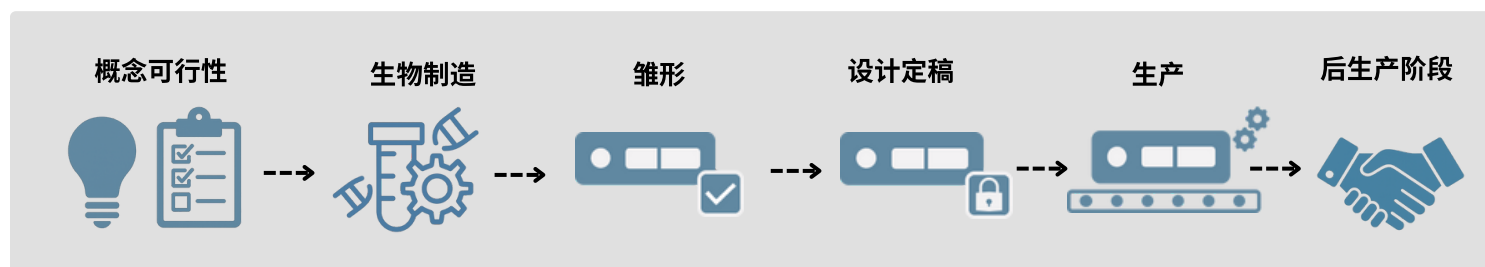 概念可行性
生物制造
雏形
设计定稿
生产
后生产阶段